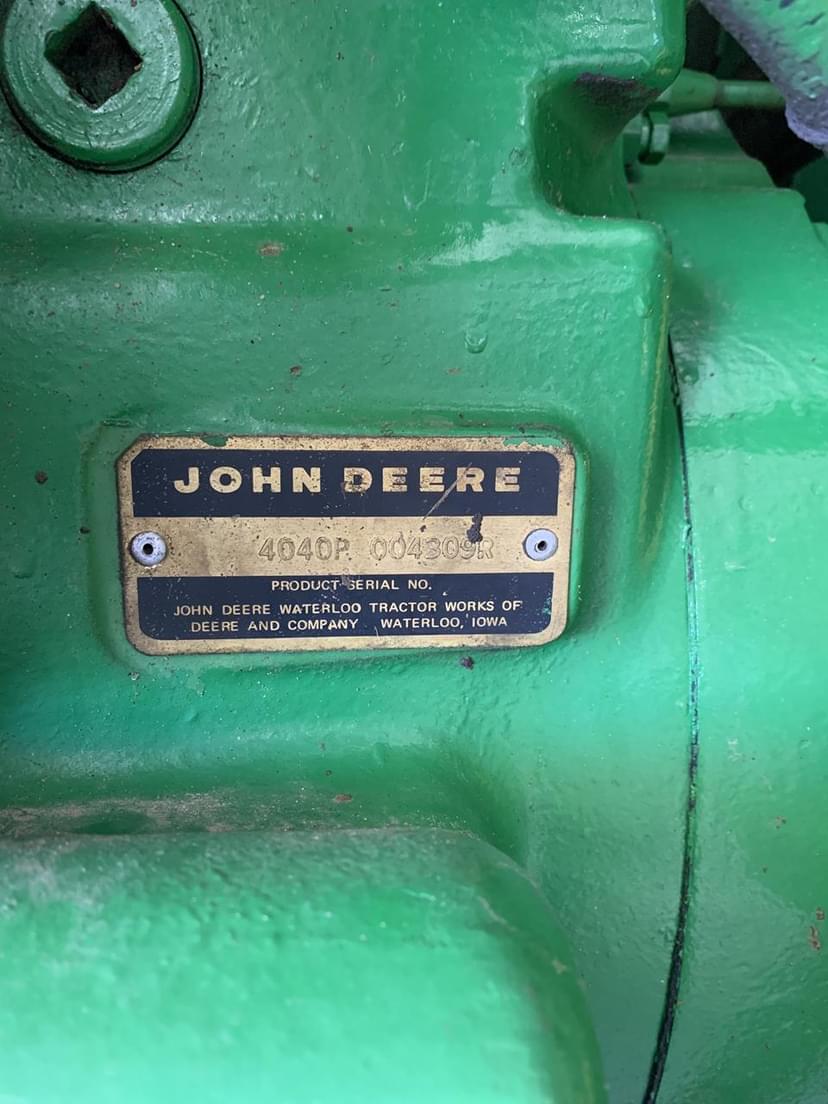 JOHN DEERE
4040P 004309R
PRODUCT SERIAL NO.
JOHN DEERE WATERLOO TRACTOR WORKS OF
DEERE AND COMPANY WATERLOO, IOWA